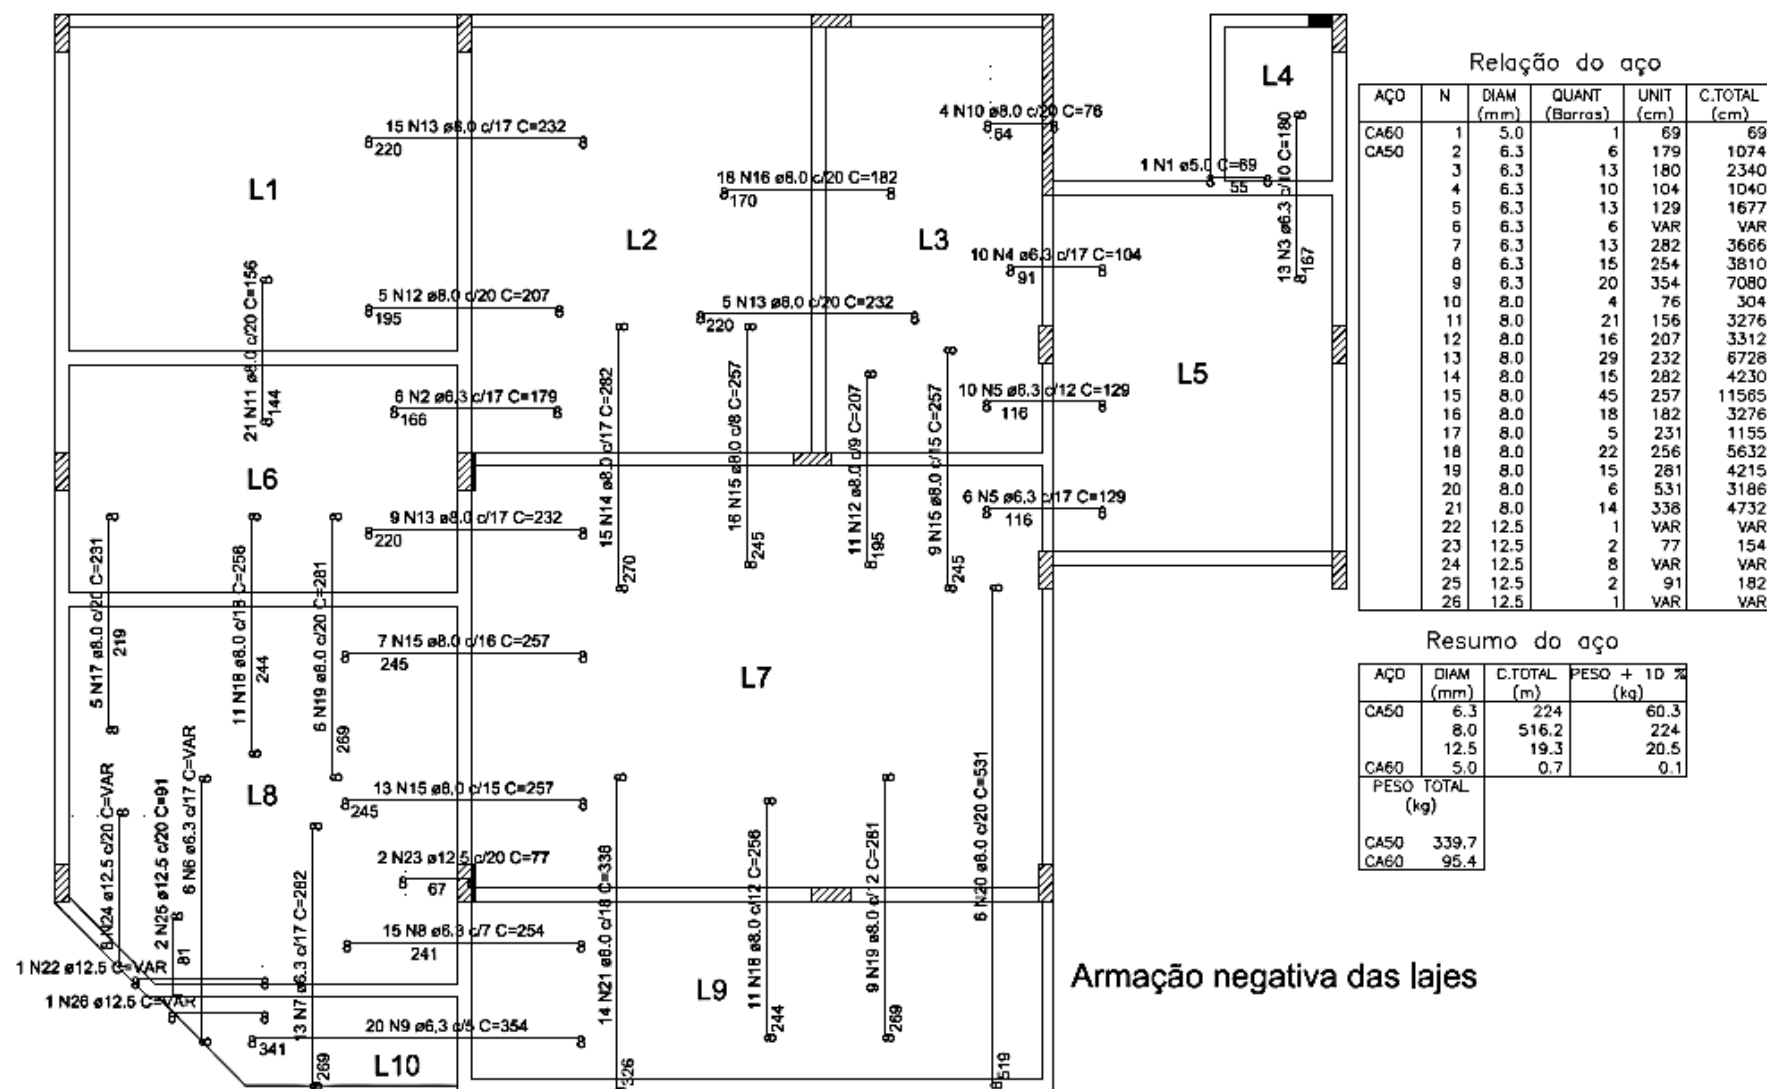 L1
L2
L3
L4
L5
L6
L7
L8
L9
L10
15 N13 ø8.0 c/17 C=232
220
4 N10 ø8.0 c/20 C=76
64
1 N1 ø5.0 C=69
55
13 N3 ø6.3 c/10 C=180
167
18 N16 ø8.0 c/20 C=182
170
10 N4 ø6.3 c/17 C=104
91
21 N11 ø8.0 c/20 C=156
144
5 N12 ø8.0 c/20 C=207
195
5 N13 ø8.0 c/20 C=232
220
6 N2 ø6.3 c/17 C=179
166
15 N14 ø8.0 c/17 C=282
270
16 N15 ø8.0 c/8 C=257
245
11 N12 ø8.0 c/9 C=207
195
9 N15 ø8.0 c/15 C=257
245
10 N5 ø6.3 c/12 C=129
116
6 N5 ø6.3 c/17 C=129
116
9 N13 ø8.0 c/17 C=232
220
5 N17 ø8.0 c/20 C=231
219
11 N18 ø8.0 c/18 C=256
244
6 N19 ø8.0 c/20 C=281
269
7 N15 ø8.0 c/16 C=257
245
13 N15 ø8.0 c/15 C=257
245
2 N23 ø12.5 c/20 C=77
67
8 N24 ø12.5 c/20 C=VAR
2 N25 ø12.5 c/20 C=91
81
6 N6 ø6.3 c/17 C=VAR
13 N7 ø6.3 c/17 C=282
269
15 N8 ø6.3 c/7 C=254
241
1 N22 ø12.5 C=VAR
1 N26 ø12.5 C=VAR
20 N9 ø6.3 c/5 C=354
341
14 N21 ø8.0 c/18 C=338
326
11 N18 ø8.0 c/12 C=256
244
9 N19 ø8.0 c/12 C=281
269
6 N20 ø8.0 c/20 C=531
519
Armação negativa das lajes
Relação do aço
AÇO N DIAM QUANT UNIT C.TOTAL
(mm) (Barras) (cm) (cm)
CA60 1 5.0 1 69 69
CA50 2 6.3 6 179 1074
3 6.3 13 180 2340
4 6.3 10 104 1040
5 6.3 13 129 1677
6 6.3 6 VAR VAR
7 6.3 13 282 3666
8 6.3 15 254 3810
9 6.3 20 354 7080
10 8.0 4 76 304
11 8.0 21 156 3276
12 8.0 16 207 3312
13 8.0 29 232 6728
14 8.0 15 282 4230
15 8.0 45 257 11565
16 8.0 18 182 3276
17 8.0 5 231 1155
18 8.0 22 256 5632
19 8.0 15 281 4215
20 8.0 6 531 3186
21 8.0 14 338 4732
22 12.5 1 VAR VAR
23 12.5 2 77 154
24 12.5 8 VAR VAR
25 12.5 2 91 182
26 12.5 1 VAR VAR
Resumo do aço
AÇO DIAM C.TOTAL PESO + 10 %
(mm) (m) (kg)
CA50 6.3 224 60.3
8.0 516.2 224
12.5 19.3 20.5
CA60 5.0 0.7 0.1
PESO TOTAL
(kg)
CA50 339.7
CA60 95.4